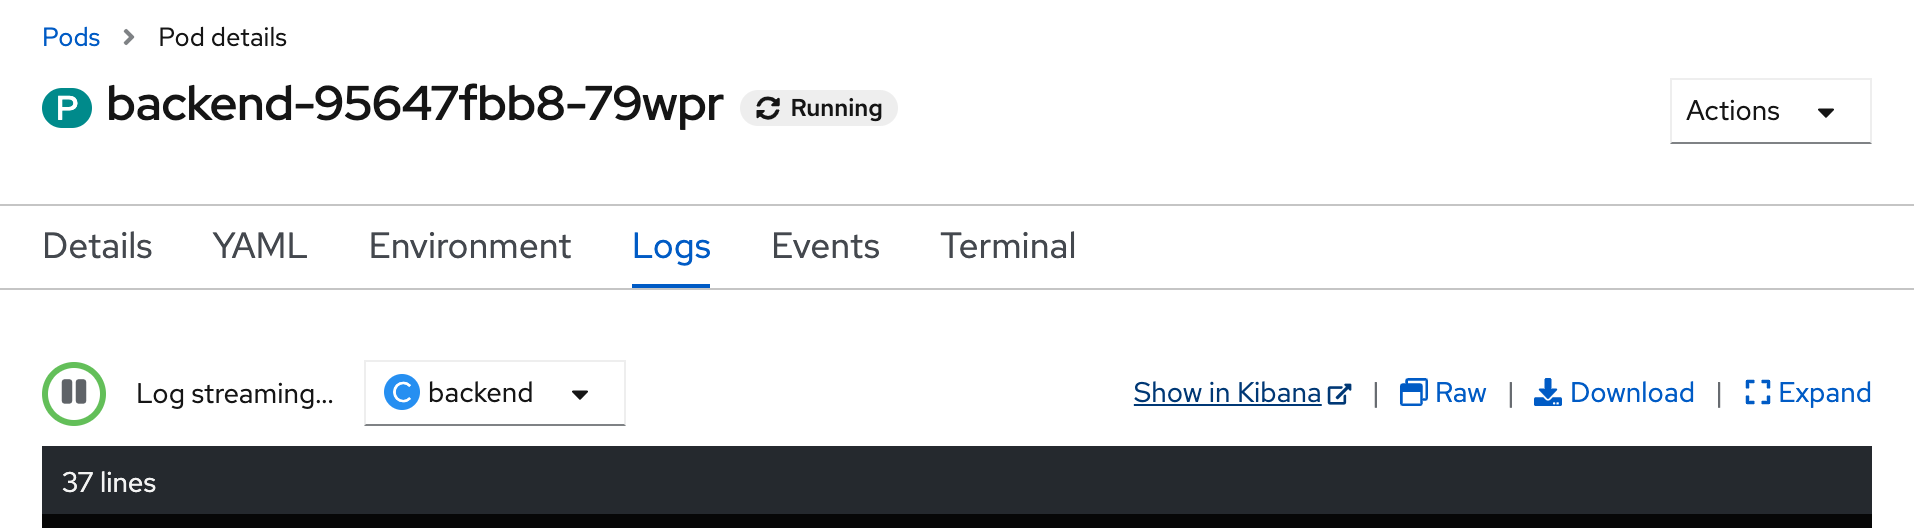 Pods > Pod details
P backend-95647fbb8-79wpr Running
Actions
Details YAML Environment Logs Events Terminal
Log streaming... C backend Show in Kibana | Raw | Download | Expand
37 lines